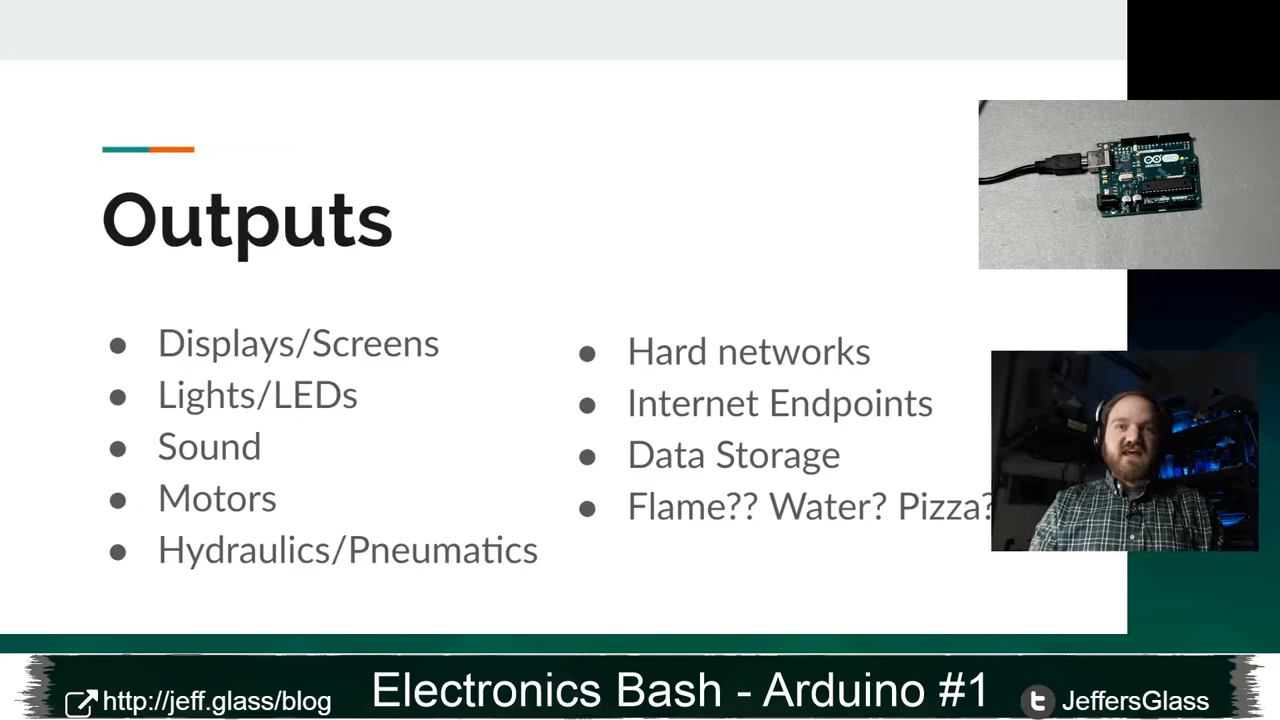 Outputs
● Displays/Screens
● Lights/LEDs
● Sound
● Motors
● Hydraulics/Pneumatics
● Hard networks
● Internet Endpoints
● Data Storage
● Flame?? Water? Pizza?
Electronics Bash - Arduino #1
http://jeff.glass/blog
JeffersGlass